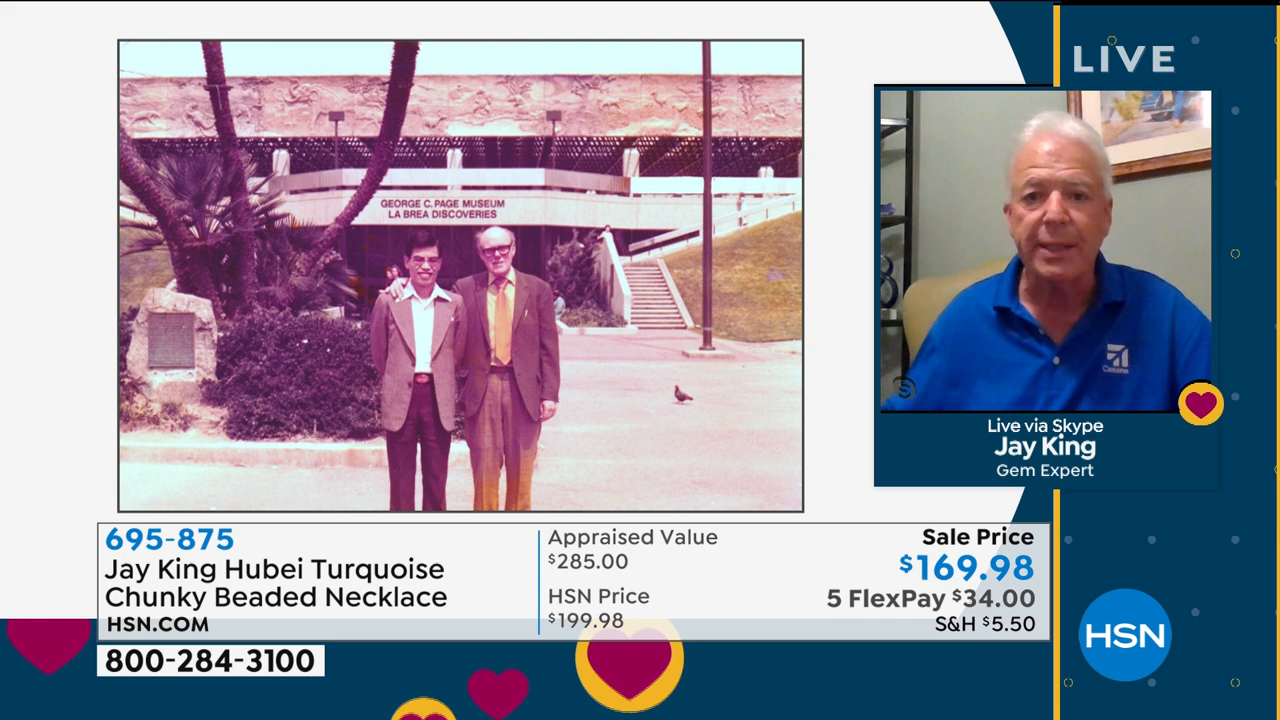 LIVE
GEORGE C. PAGE MUSEUM
LA BREA DISCOVERIES
Cessna
Live via Skype
Jay King
Gem Expert
695-875
Jay King Hubei Turquoise
Chunky Beaded Necklace
HSN.COM
Appraised Value
$285.00
HSN Price
$199.98
Sale Price
$169.98
5 FlexPay $34.00
S&H $5.50
800-284-3100
HSN